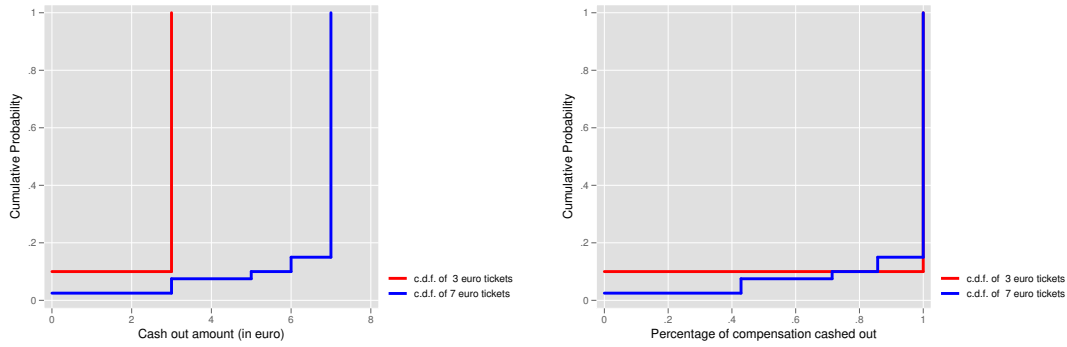 1
.8
.6
.4
.2
0
Cumulative Probability
0
2
4
6
8
Cash out amount (in euro)
c.d.f. of  3 euro tickets
c.d.f. of 7 euro tickets
1
.8
.6
.4
.2
0
Cumulative Probability
0
.2
.4
.6
.8
1
Percentage of compensation cashed out
c.d.f. of  3 euro tickets
c.d.f. of  7 euro tickets